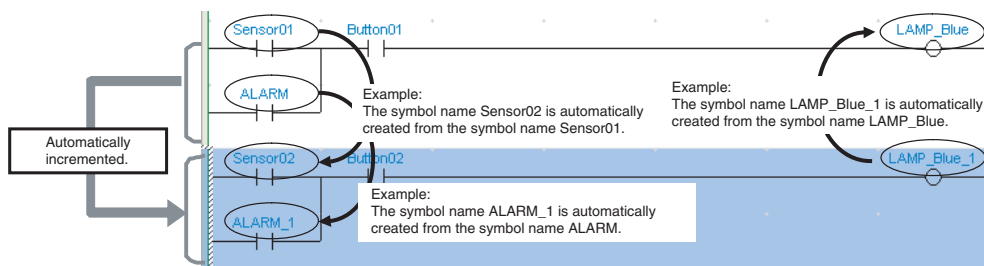 Sensor01 Button01 LAMP_Blue
ALARM
Example:
The symbol name Sensor02 is automatically
created from the symbol name Sensor01.
Example:
The symbol name LAMP_Blue_1 is automatically
created from the symbol name LAMP_Blue.
Automatically
incremented.
Sensor02 Button02 LAMP_Blue_1
ALARM_1
Example:
The symbol name ALARM_1 is automatically
created from the symbol name ALARM.